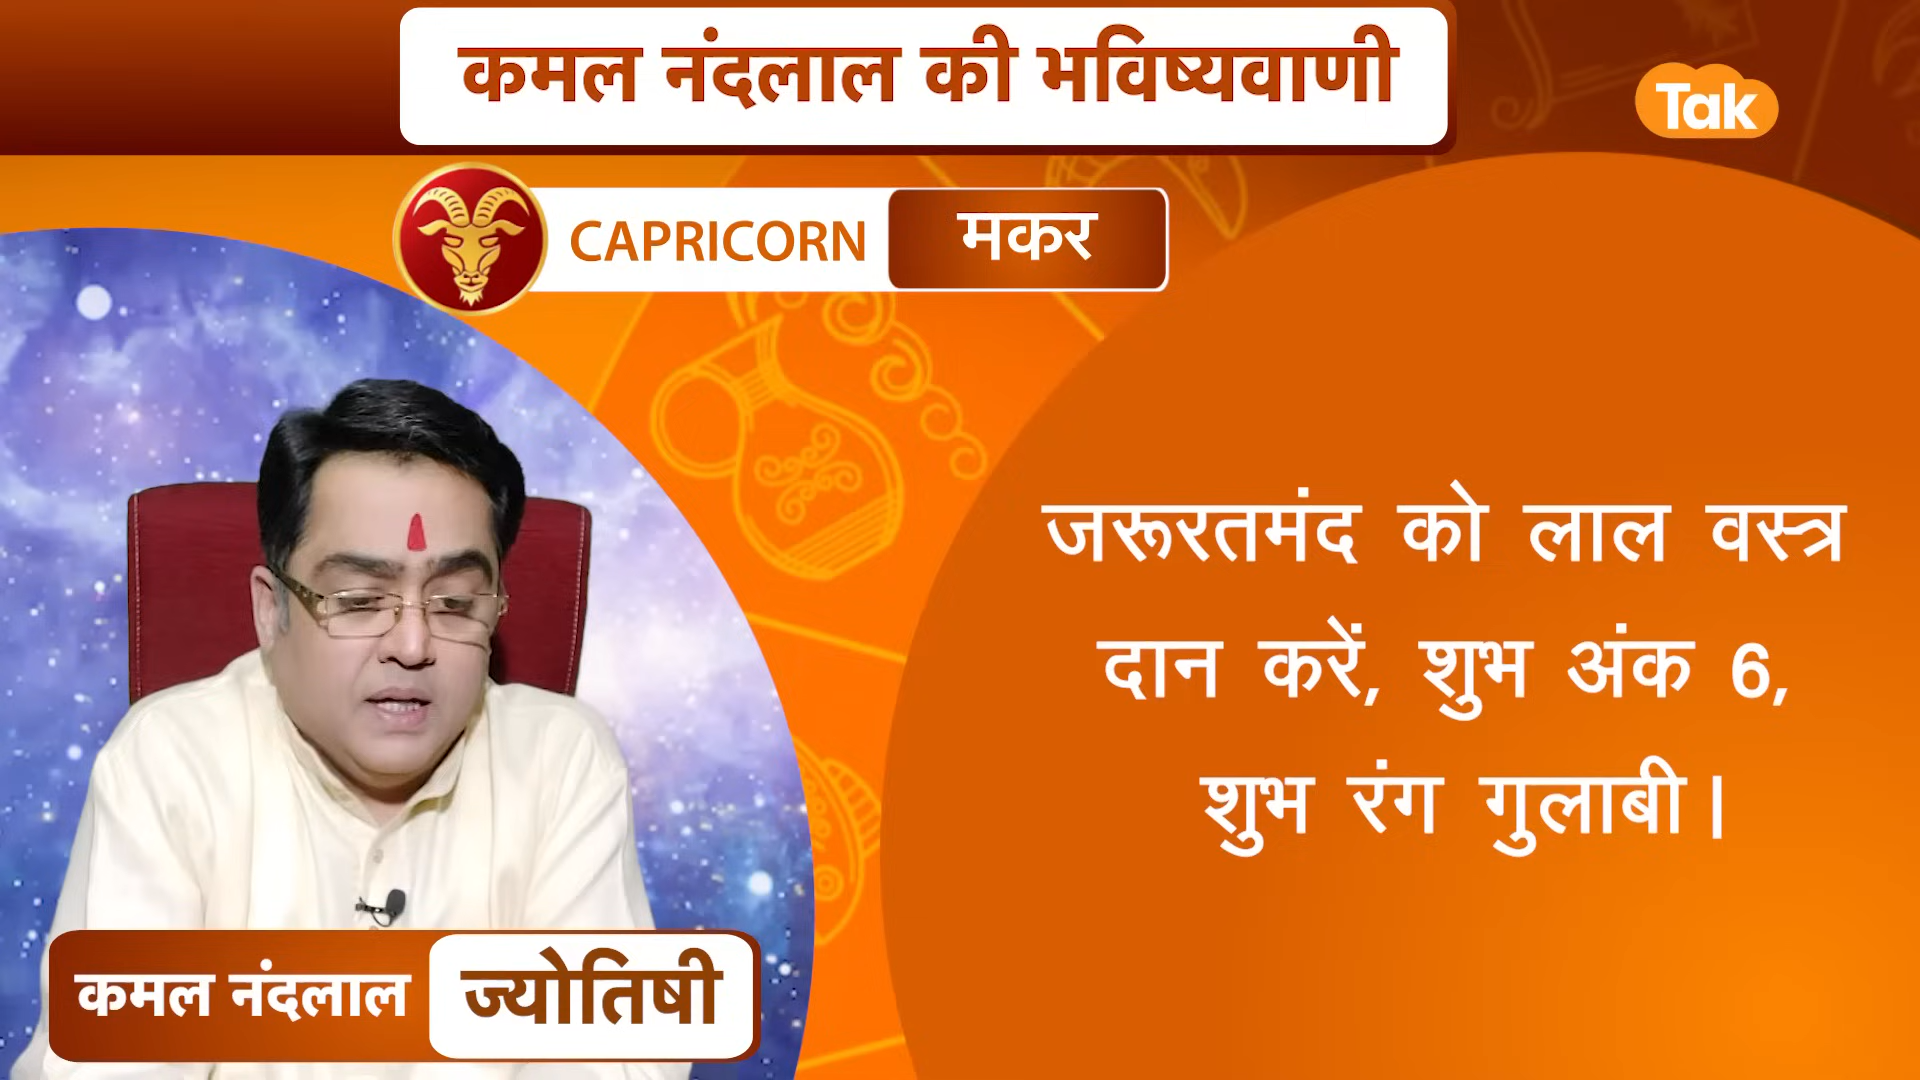 कमल नंदलाल की भविष्यवाणी
Tak
CAPRICORN मकर
जरूरतमंद को लाल वस्त्र
दान करें, शुभ अंक 6,
शुभ रंग गुलाबी।
कमल नंदलाल ज्योतिषी